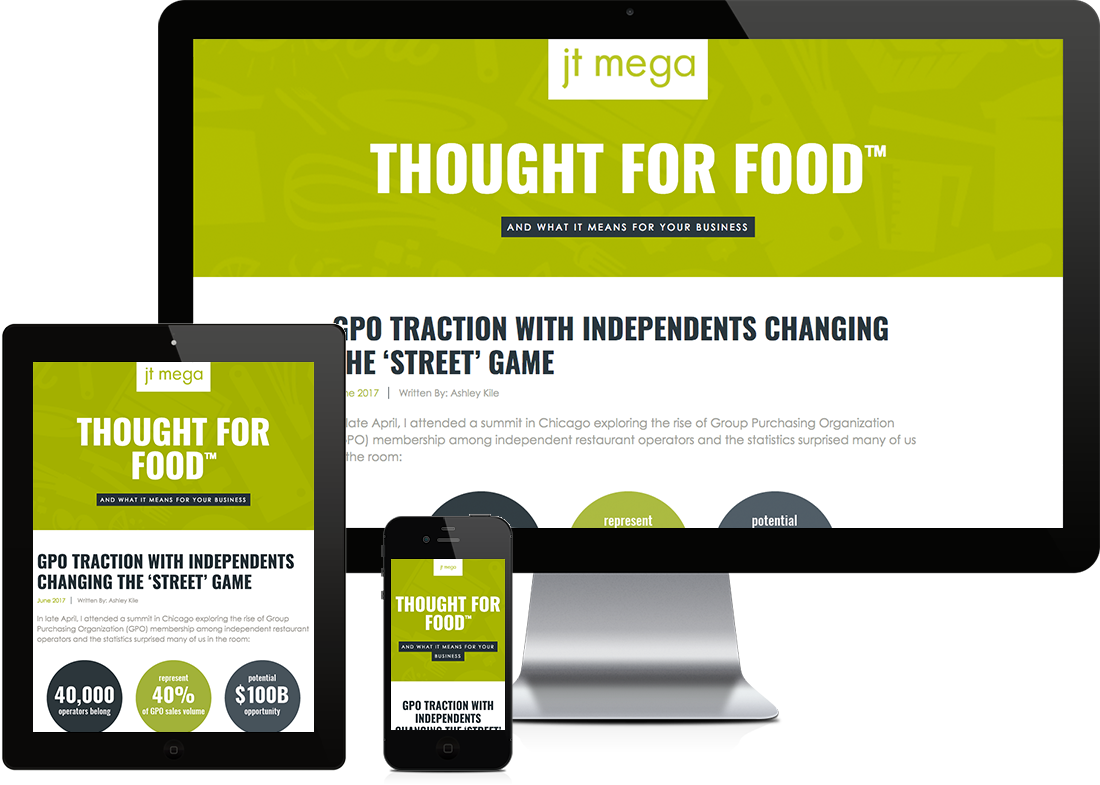 jt mega
THOUGHT FOR FOOD™
AND WHAT IT MEANS FOR YOUR BUSINESS
GPO TRACTION WITH INDEPENDENTS CHANGING
THE ‘STREET’ GAME
ne 2017 | Written By: Ashley Kile
late April, I attended a summit in Chicago exploring the rise of Group Purchasing Organization
GPO) membership among independent restaurant operators and the statistics surprised many of us
the room:
represent
potential
jt mega
THOUGHT FOR
FOOD™
AND WHAT IT MEANS FOR YOUR BUSINESS
GPO TRACTION WITH INDEPENDENTS
CHANGING THE ‘STREET’ GAME
June 2017 | Written By: Ashley Kile
In late April, I attended a summit in Chicago exploring the rise of Group
Purchasing Organization (GPO) membership among independent restaurant
operators and the statistics surprised many of us in the room:
40,000
operators belong
represent
40%
of GPO sales volume
potential
$100B
opportunity
jt mega
THOUGHT FOR
FOOD™
AND WHAT IT MEANS FOR YOUR
BUSINESS
GPO TRACTION WITH
INDEPENDENTS
CHANGING THE ‘STREET’